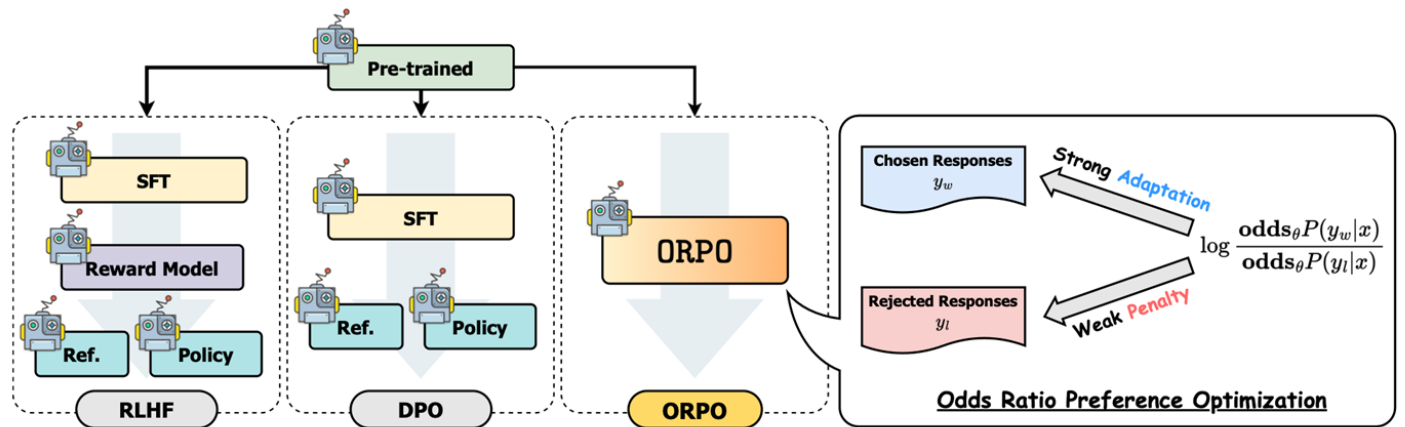 Pre-trained
SFT
Reward Model
Ref.
Policy
RLHF
SFT
Ref.
Policy
DPO
ORPO
ORPO
Chosen Responses
y_w
Strong Adaptation
log odds_θP(y_w|x) / odds_θP(y_l|x)
Rejected Responses
y_l
Weak Penalty
Odds Ratio Preference Optimization